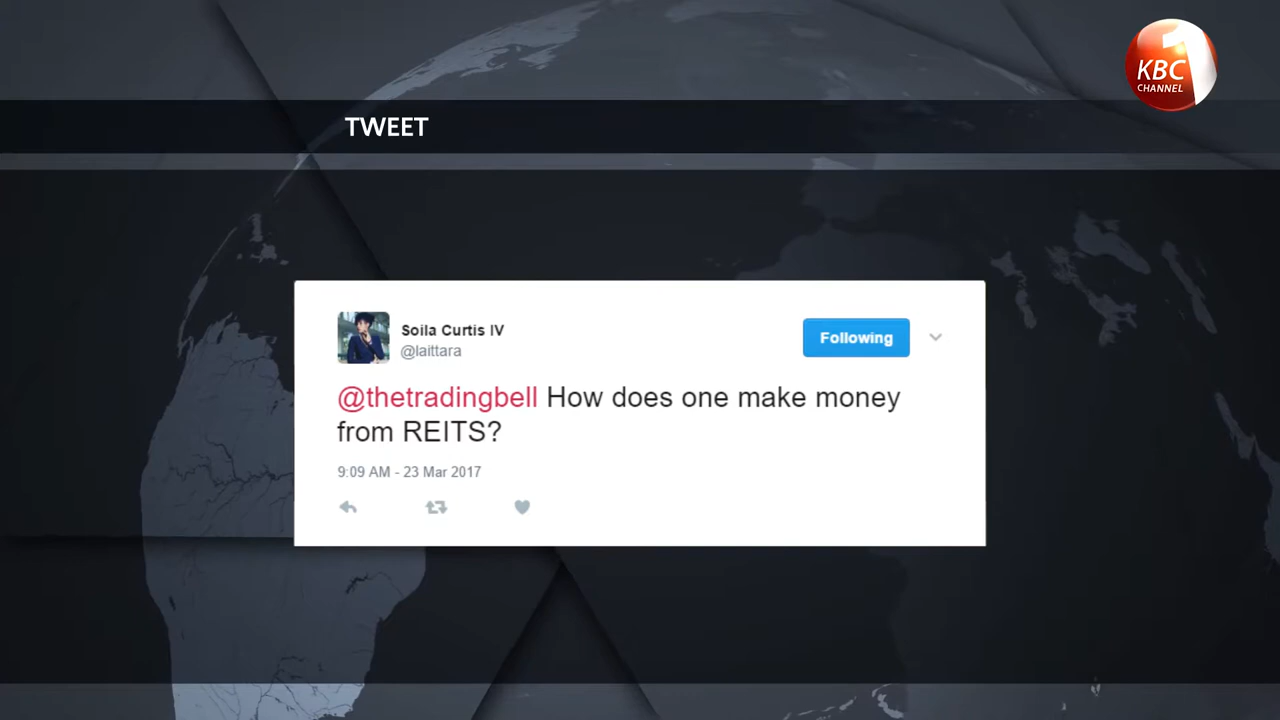 KBC 1
CHANNEL
TWEET
Soila Curtis IV
@laittara
Following
@thetradingbell How does one make money
from REITS?
9:09 AM - 23 Mar 2017